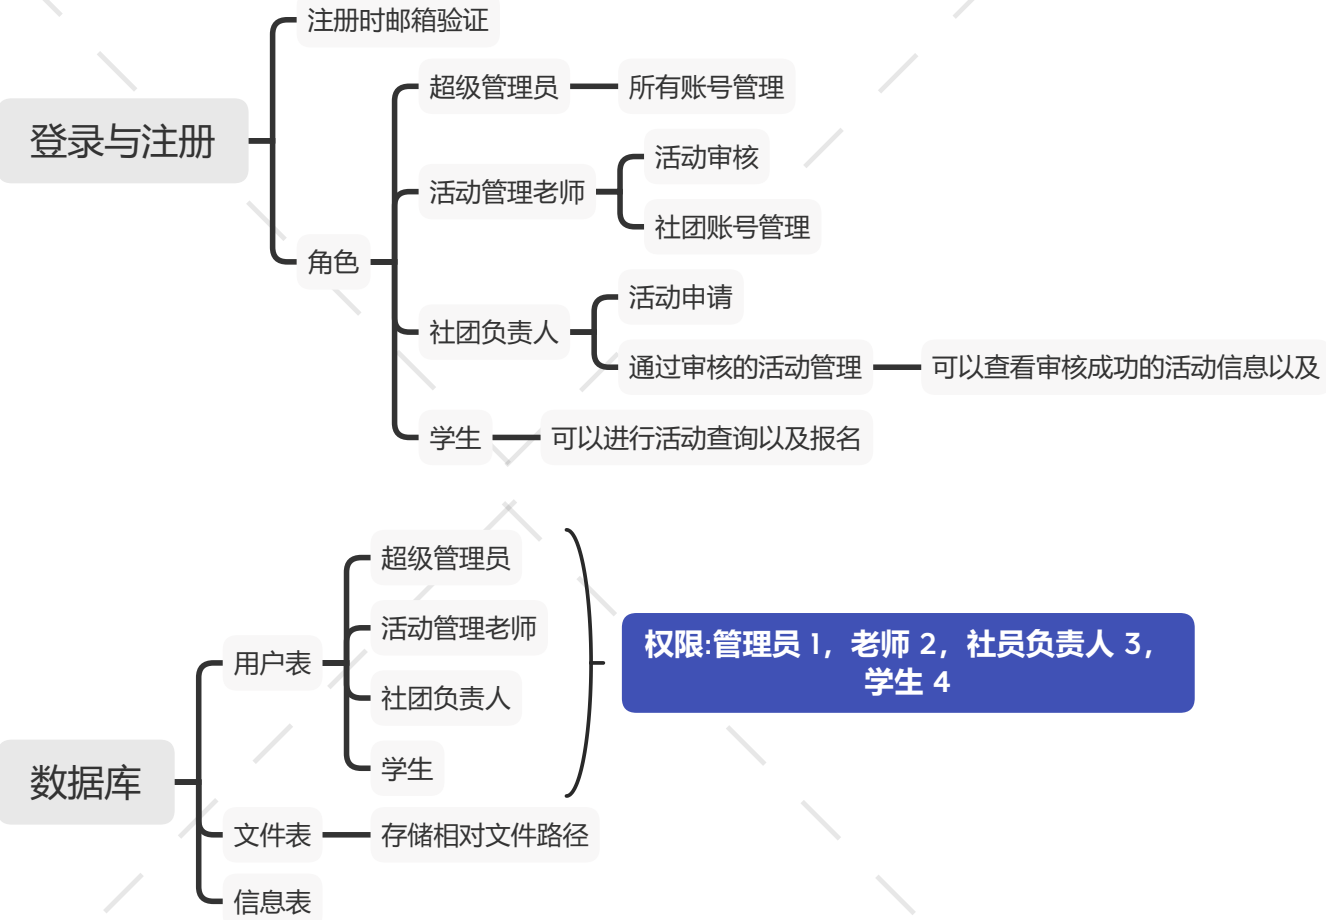 注册时邮箱验证
超级管理员
所有账号管理
登录与注册
活动审核
活动管理老师
社团账号管理
角色
活动申请
社团负责人
通过审核的活动管理
可以查看审核成功的活动信息以及
学生
可以进行活动查询以及报名
超级管理员
活动管理老师
权限:管理员 1，老师 2，社员负责人 3，
学生 4
用户表
社团负责人
学生
数据库
文件表
存储相对文件路径
信息表